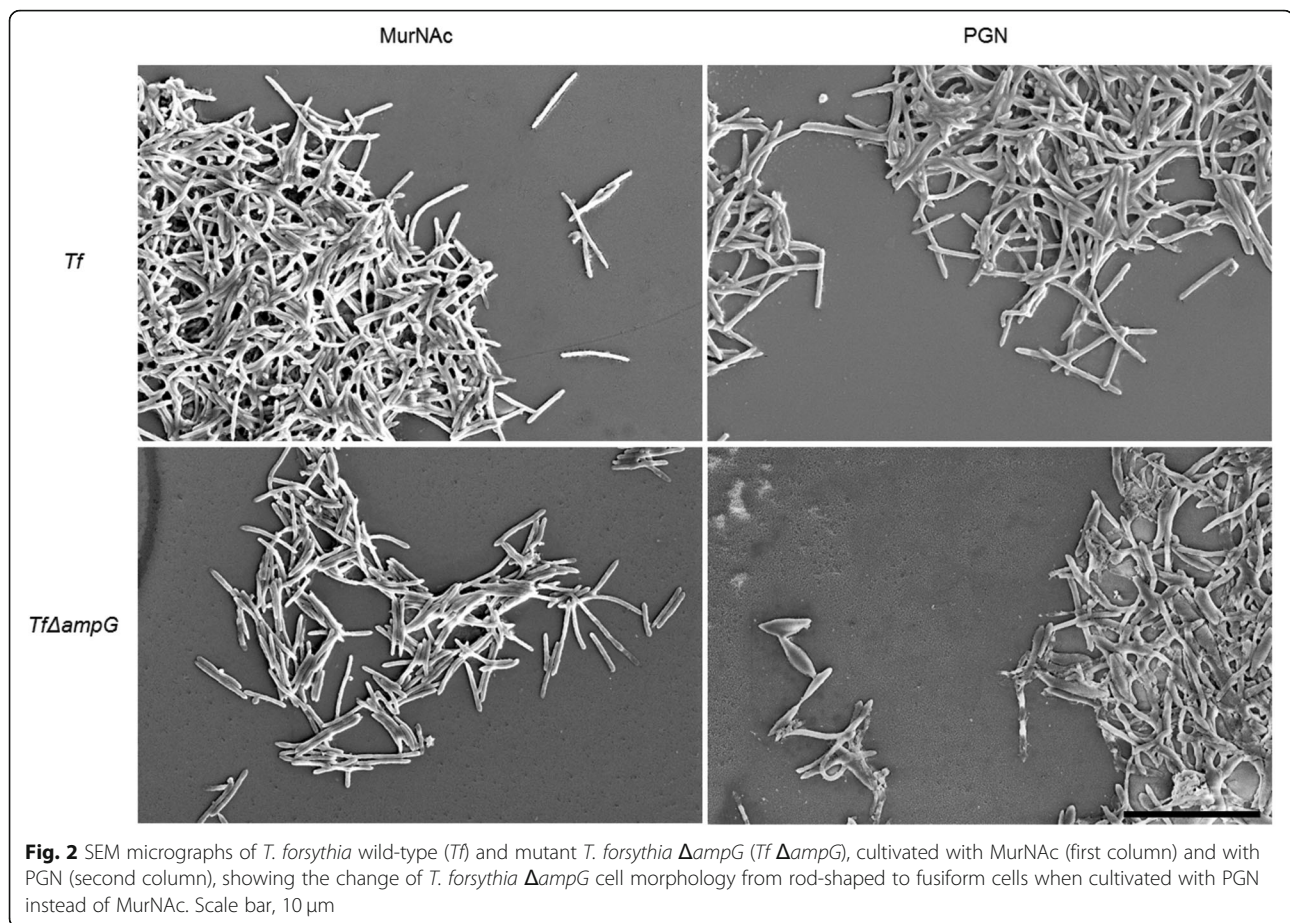 MurNAc PGN
Tf
TfΔampG
Fig. 2 SEM micrographs of T. forsythia wild-type (Tf) and mutant T. forsythia ΔampG (Tf ΔampG), cultivated with MurNAc (first column) and with
PGN (second column), showing the change of T. forsythia ΔampG cell morphology from rod-shaped to fusiform cells when cultivated with PGN
instead of MurNAc. Scale bar, 10 μm